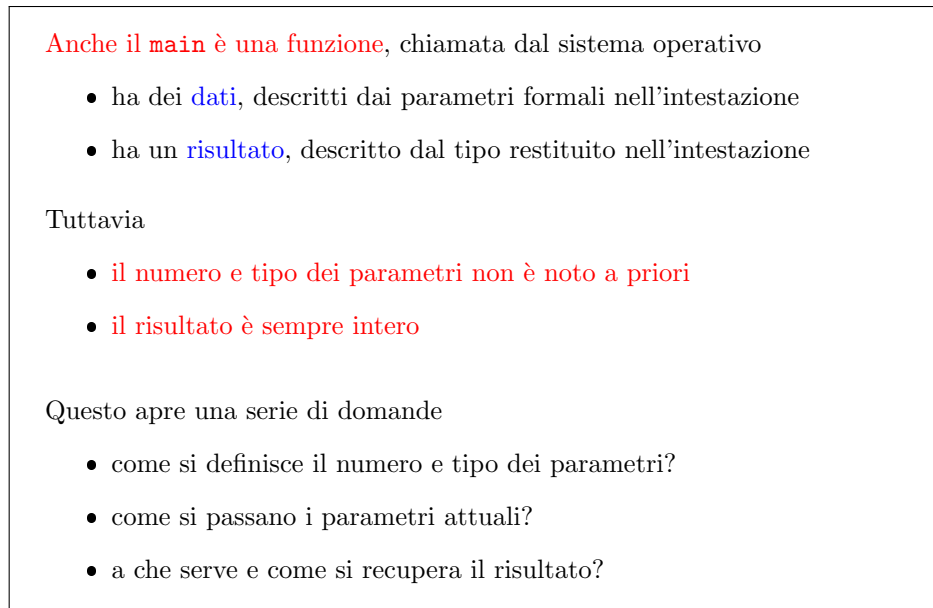 Anche il main è una funzione, chiamata dal sistema operativo
• ha dei dati, descritti dai parametri formali nell'intestazione
• ha un risultato, descritto dal tipo restituito nell'intestazione
Tuttavia
• il numero e tipo dei parametri non è noto a priori
• il risultato è sempre intero
Questo apre una serie di domande
• come si definisce il numero e tipo dei parametri?
• come si passano i parametri attuali?
• a che serve e come si recupera il risultato?